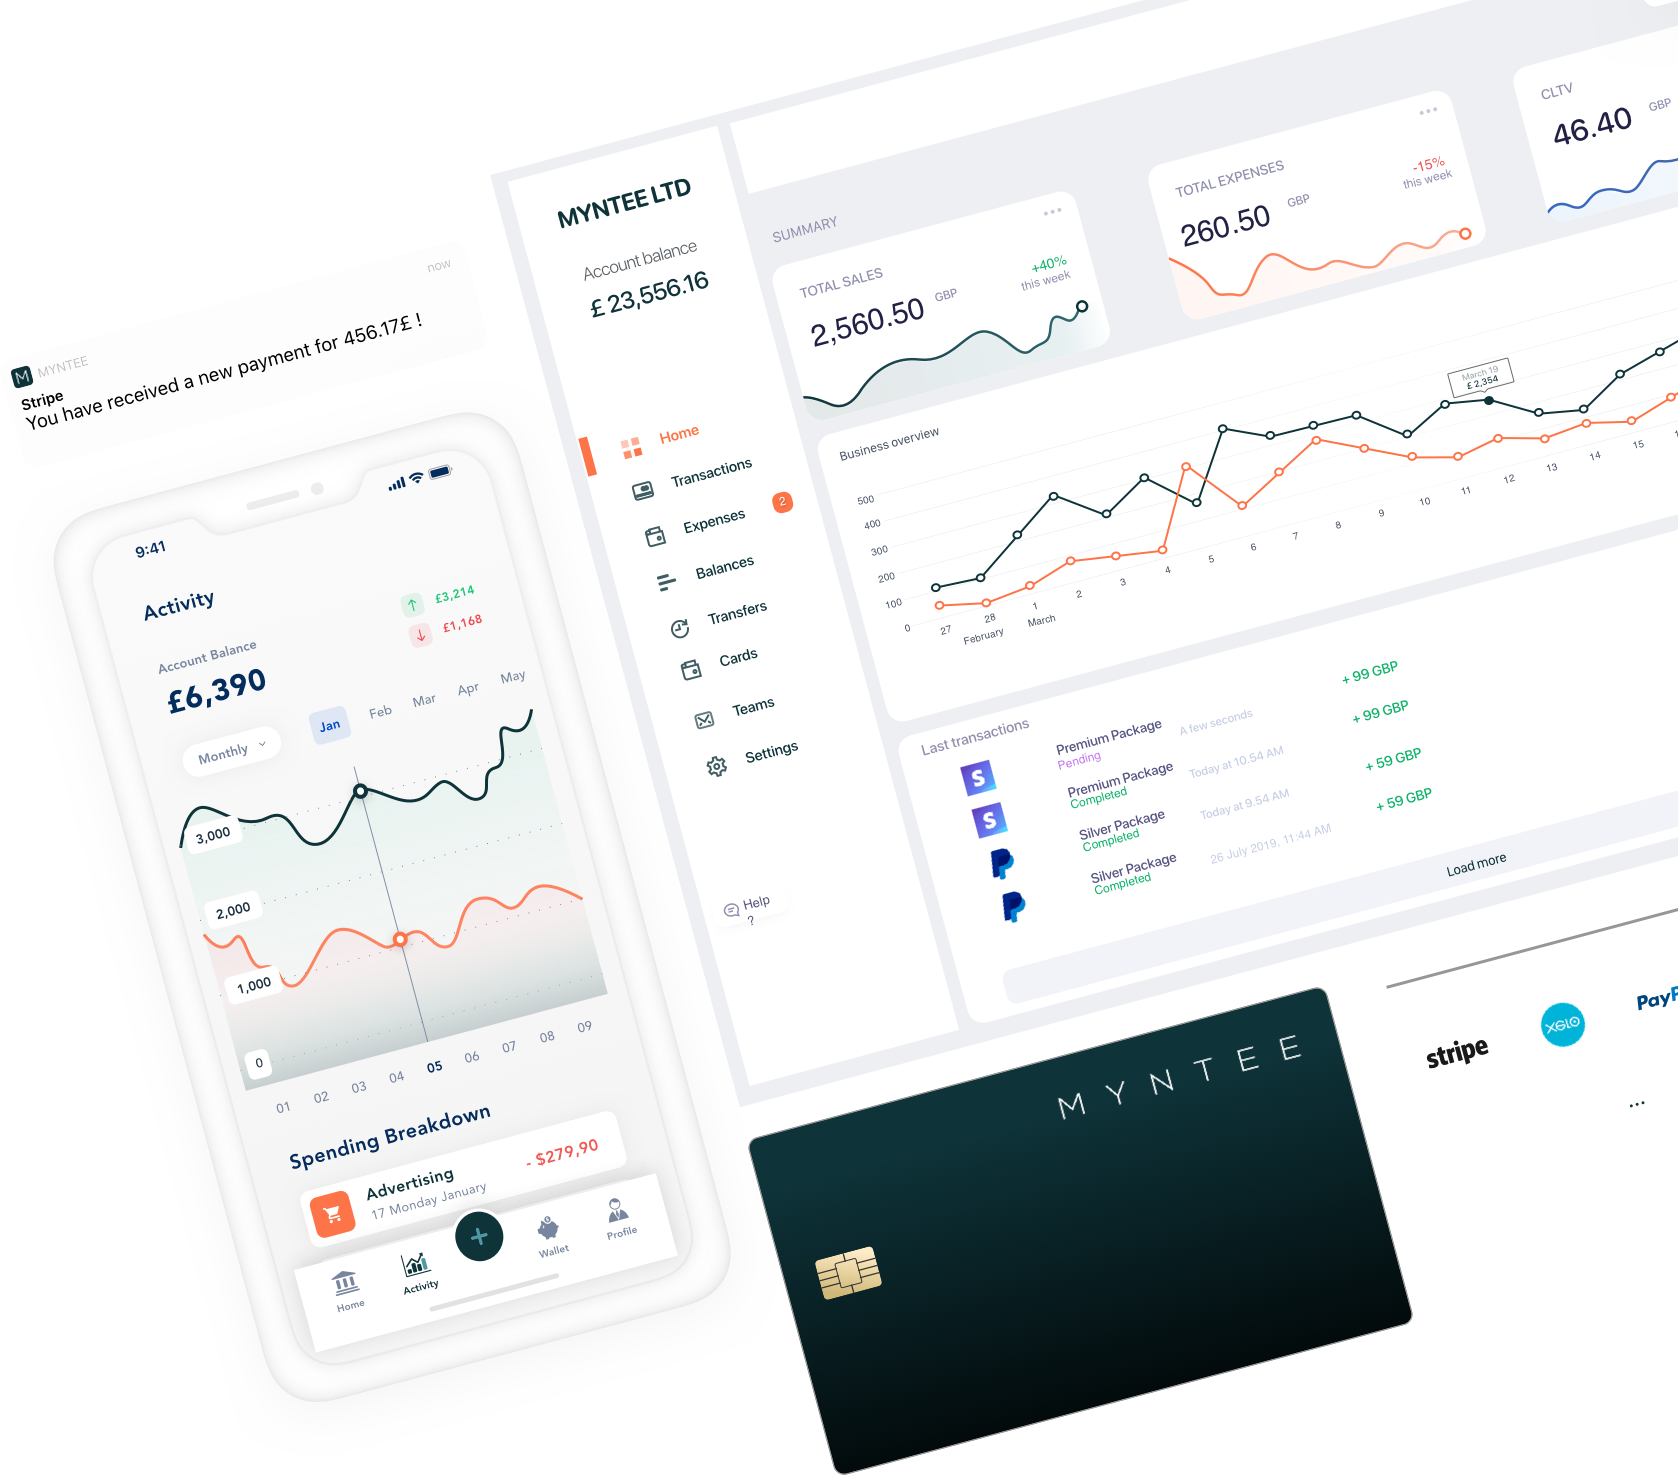 now
MYNTEE
Stripe
You have received a new payment for 456.17£ !
9:41
Activity
£3,214
£1,168
Account Balance
£6,390
Monthly
Jan
Feb
Mar
Apr
May
3,000
2,000
1,000
0
01
02
03
04
05
06
07
08
09
Spending Breakdown
Advertising
- $279,90
17 Monday January
Home
Activity
Wallet
Profile
MYNTEE LTD
Account balance
£ 23,556.16
Home
Transactions
Expenses
2
Balances
Transfers
Cards
Teams
Settings
Help
?
SUMMARY
TOTAL SALES
2,560.50 GBP
+40%
this week
TOTAL EXPENSES
260.50 GBP
-15%
this week
CLTV
46.40 GBP
Business overview
500
400
300
200
100
0
27
28
1
2
3
4
5
6
7
8
9
10
11
12
13
14
15
February
March
March 19
£ 2,354
Last transactions
Premium Package
Pending
A few seconds
+ 99 GBP
Premium Package
Completed
Today at 10.54 AM
+ 99 GBP
Silver Package
Completed
Today at 9.54 AM
+ 59 GBP
Silver Package
Completed
26 July 2019, 11:44 AM
+ 59 GBP
Load more
MYNTEE
stripe
PayP
...